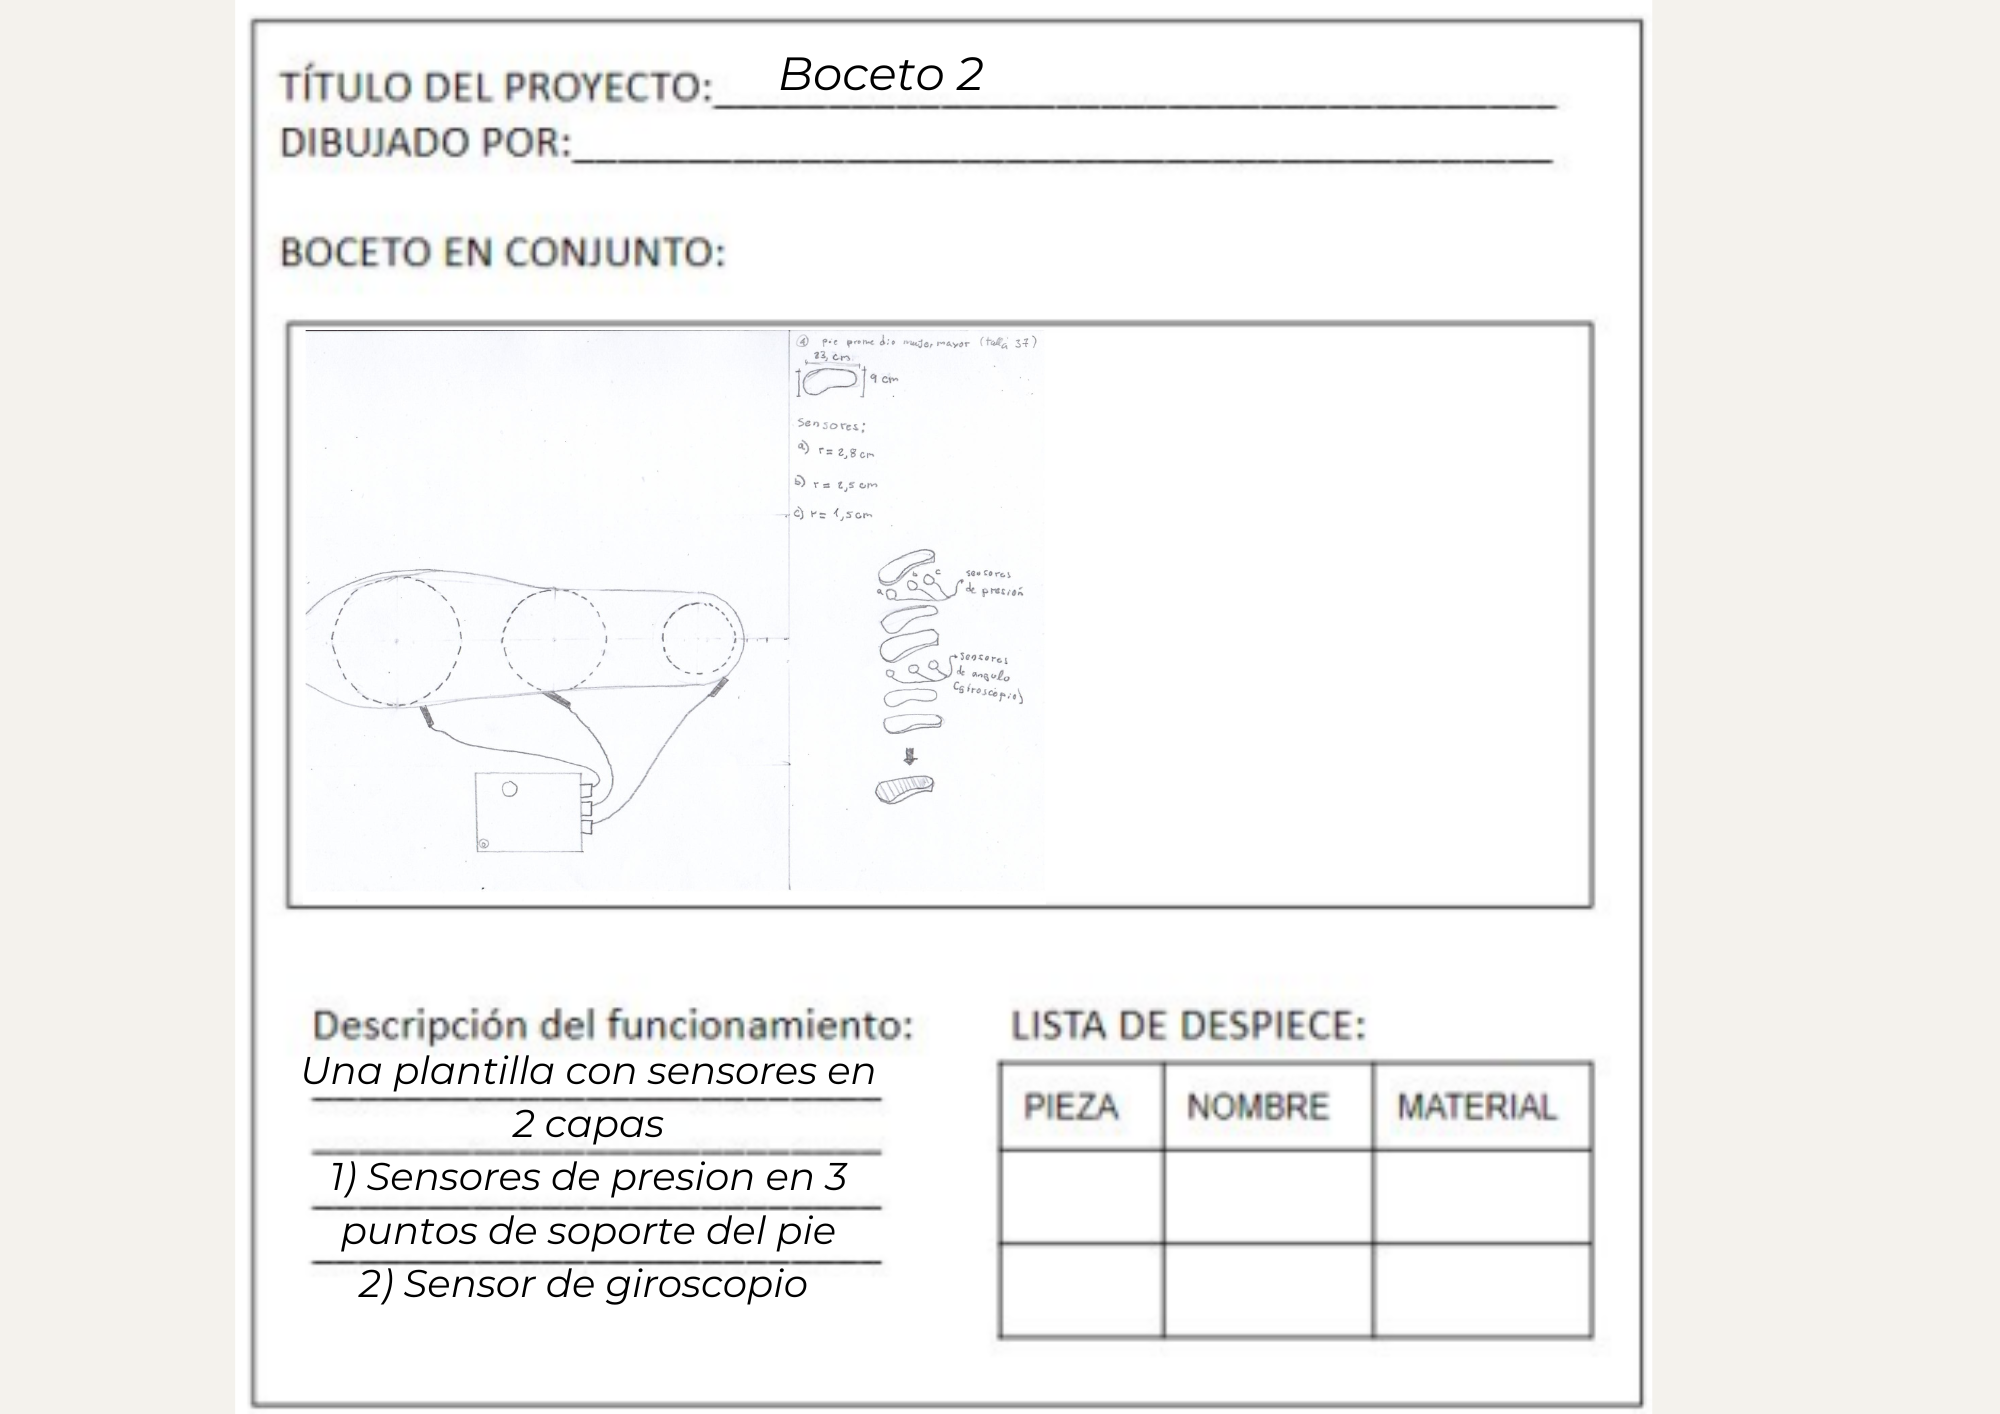 TÍTULO DEL PROYECTO: Boceto 2
DIBUJADO POR:
BOCETO EN CONJUNTO:
pie promedio mujer mayor (talla 37)
23, cm
9 cm
Sensores;
a) r= 2,8 cm
b) r= 2,5 cm
c) r= 1,5 cm
a b c
sensores
de presión
sensores
de angulo
(giroscopio)
Descripción del funcionamiento:
Una plantilla con sensores en
2 capas
1) Sensores de presion en 3
puntos de soporte del pie
2) Sensor de giroscopio
LISTA DE DESPIECE:
PIEZA NOMBRE MATERIAL